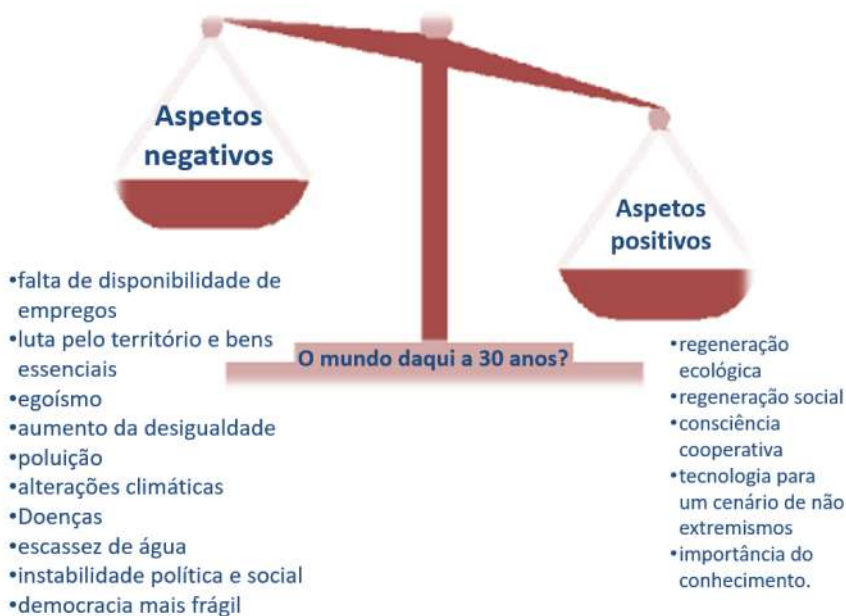 Aspetos
negativos
Aspetos
positivos
•falta de disponibilidade de
empregos
•luta pelo território e bens
essenciais
•egoísmo
•aumento da desigualdade
•poluição
•alterações climáticas
•Doenças
•escassez de água
•instabilidade política e social
•democracia mais frágil
O mundo daqui a 30 anos?
•regeneração
ecológica
•regeneração social
•consciência
cooperativa
•tecnologia para
um cenário de não
extremismos
•importância do
conhecimento.